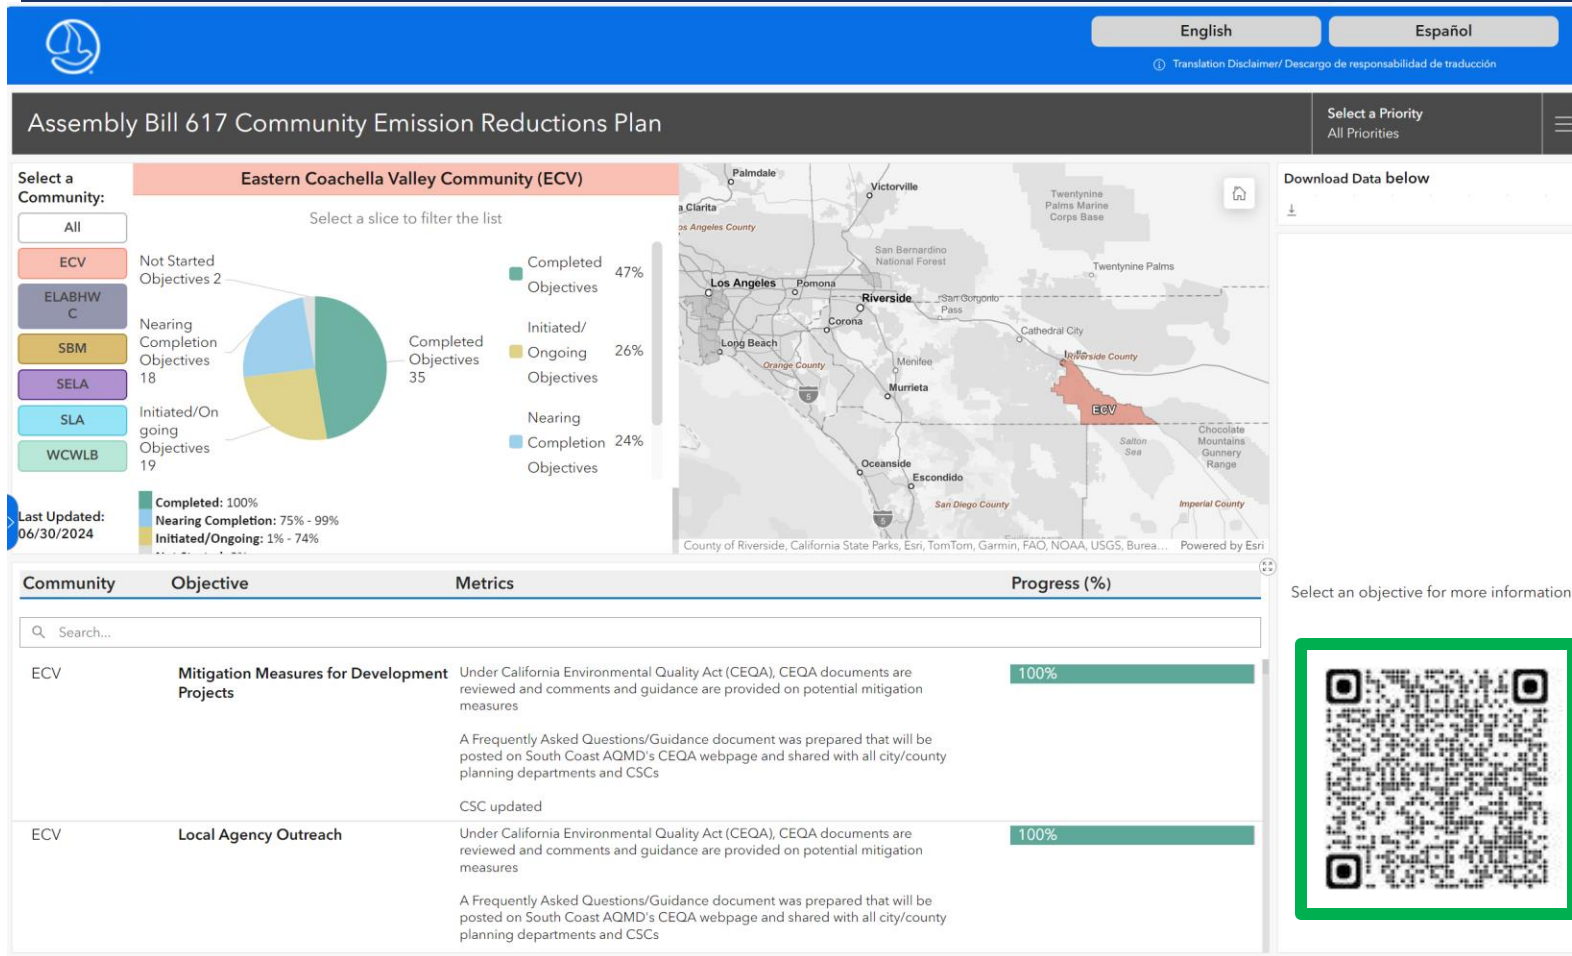 English
Español
Translation Disclaimer/ Descargo de responsabilidad de traducción
Assembly Bill 617 Community Emission Reductions Plan
Select a Priority
All Priorities
Select a
Community:
All
ECV
ELABHW
C
SBM
SELA
SLA
WCWLB
Last Updated:
06/30/2024
Eastern Coachella Valley Community (ECV)
Select a slice to filter the list
Not Started
Objectives 2
Nearing
Completion
Objectives
18
Initiated/On
going
Objectives
19
Completed
Objectives
35
Completed
Objectives
47%
Initiated/
Ongoing
Objectives
26%
Nearing
Completion
Objectives
24%
Completed: 100%
Nearing Completion: 75% - 99%
Initiated/Ongoing: 1% - 74%
Palmdale
Victorville
a Clarita
os Angeles County
Twentynine
Palms Marine
Corps Base
San Bernardino
National Forest
Twentynine Palms
Los Angeles
Pomona
Riverside
San Gorgonio
Pass
Corona
Cathedral City
Long Beach
Riverside County
Orange County
Menifee
Murrieta
5
ECV
Salton
Sea
Chocolate
Mountains
Gunnery
Range
Oceanside
Escondido
San Diego County
Imperial County
5
County of Riverside, California State Parks, Esri, TomTom, Garmin, FAO, NOAA, USGS, Burea...
Powered by Esri
Download Data below
Select an objective for more information
Community
Objective
Metrics
Progress (%)
Search...
ECV
Mitigation Measures for Development
Projects
Under California Environmental Quality Act (CEQA), CEQA documents are
reviewed and comments and guidance are provided on potential mitigation
measures
A Frequently Asked Questions/Guidance document was prepared that will be
posted on South Coast AQMD's CEQA webpage and shared with all city/county
planning departments and CSCs
CSC updated
100%
ECV
Local Agency Outreach
Under California Environmental Quality Act (CEQA), CEQA documents are
reviewed and comments and guidance are provided on potential mitigation
measures
A Frequently Asked Questions/Guidance document was prepared that will be
posted on South Coast AQMD's CEQA webpage and shared with all city/county
planning departments and CSCs
100%